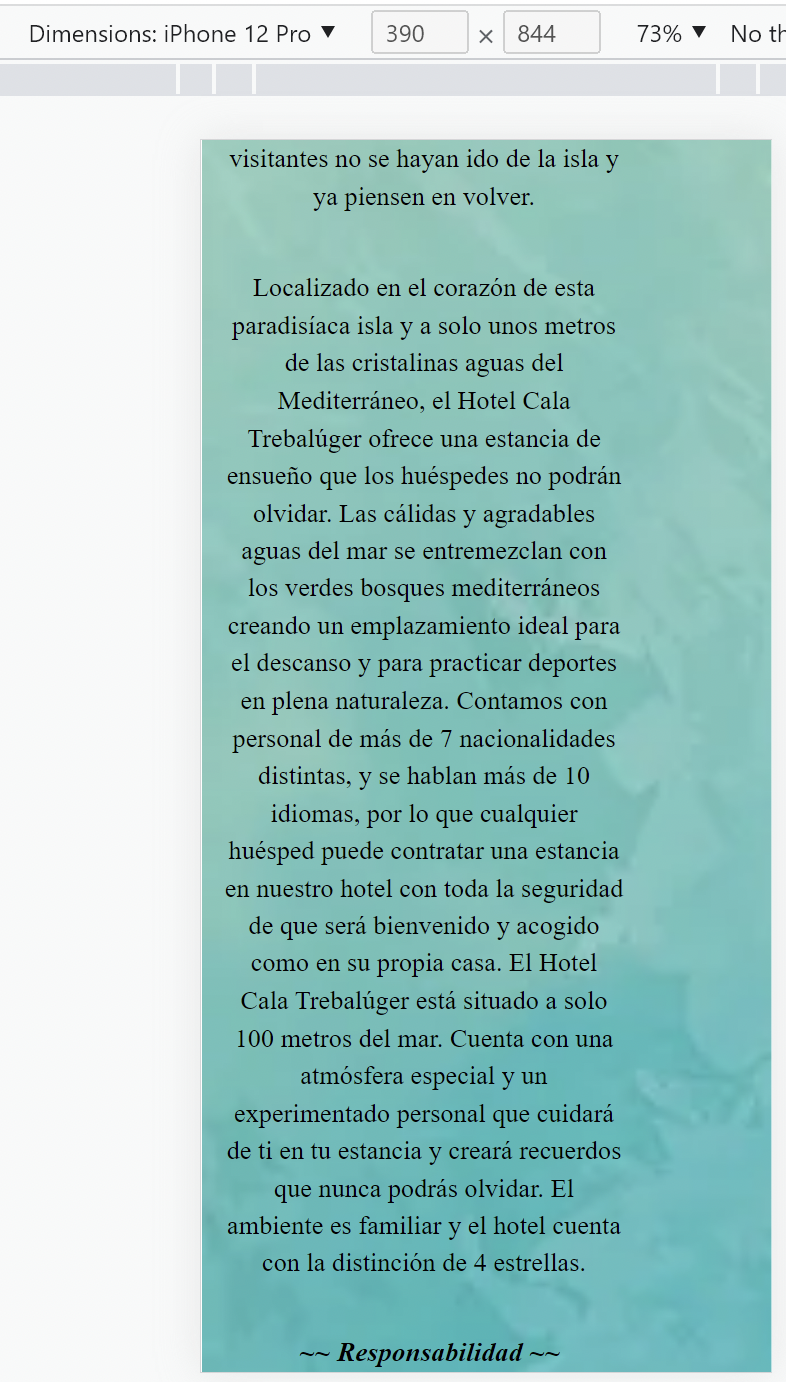 Dimensions: iPhone 12 Pro ▼ 390 × 844 73% ▼ No th
visitantes no se hayan ido de la isla y
ya piensen en volver.
Localizado en el corazón de esta
paradisíaca isla y a solo unos metros
de las cristalinas aguas del
Mediterráneo, el Hotel Cala
Trebalúger ofrece una estancia de
ensueño que los huéspedes no podrán
olvidar. Las cálidas y agradables
aguas del mar se entremezclan con
los verdes bosques mediterráneos
creando un emplazamiento ideal para
el descanso y para practicar deportes
en plena naturaleza. Contamos con
personal de más de 7 nacionalidades
distintas, y se hablan más de 10
idiomas, por lo que cualquier
huésped puede contratar una estancia
en nuestro hotel con toda la seguridad
de que será bienvenido y acogido
como en su propia casa. El Hotel
Cala Trebalúger está situado a solo
100 metros del mar. Cuenta con una
atmósfera especial y un
experimentado personal que cuidará
de ti en tu estancia y creará recuerdos
que nunca podrás olvidar. El
ambiente es familiar y el hotel cuenta
con la distinción de 4 estrellas.
~~ Responsabilidad ~~